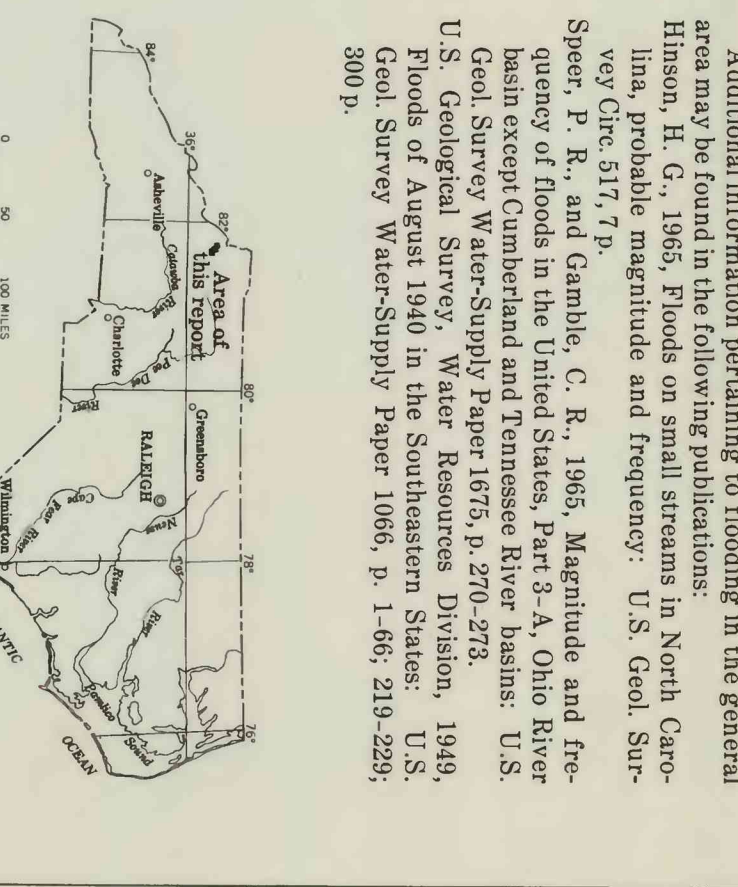 Additional information pertaining to flooding in the general
area may be found in the following publications:
Hinson, H. G., 1965, Floods on small streams in North Caro-
lina, probable magnitude and frequency: U.S. Geol. Sur-
vey Circ. 517, 7 p.
Speer, P. R., and Gamble, C. R., 1965, Magnitude and fre-
quency of floods in the United States, Part 3-A, Ohio River
basin except Cumberland and Tennessee River basins: U.S.
Geol. Survey Water-Supply Paper 1675, p. 270-273.
U.S. Geological Survey, Water Resources Division, 1949,
Floods of August 1940 in the Southeastern States: U.S.
Geol. Survey Water-Supply Paper 1066, p. 1-66; 219-229;
300 p.
84°
82°
80°
78°
76°
36°
Area of
this report
Asheville
Catawba River
Charlotte
Pee Dee
River
Greensboro
RALEIGH
Cape Fear River
Neuse
River
Tar
River
Pamlico Sound
Wilmington
NTIC
OCEAN
0 50 100 MILES